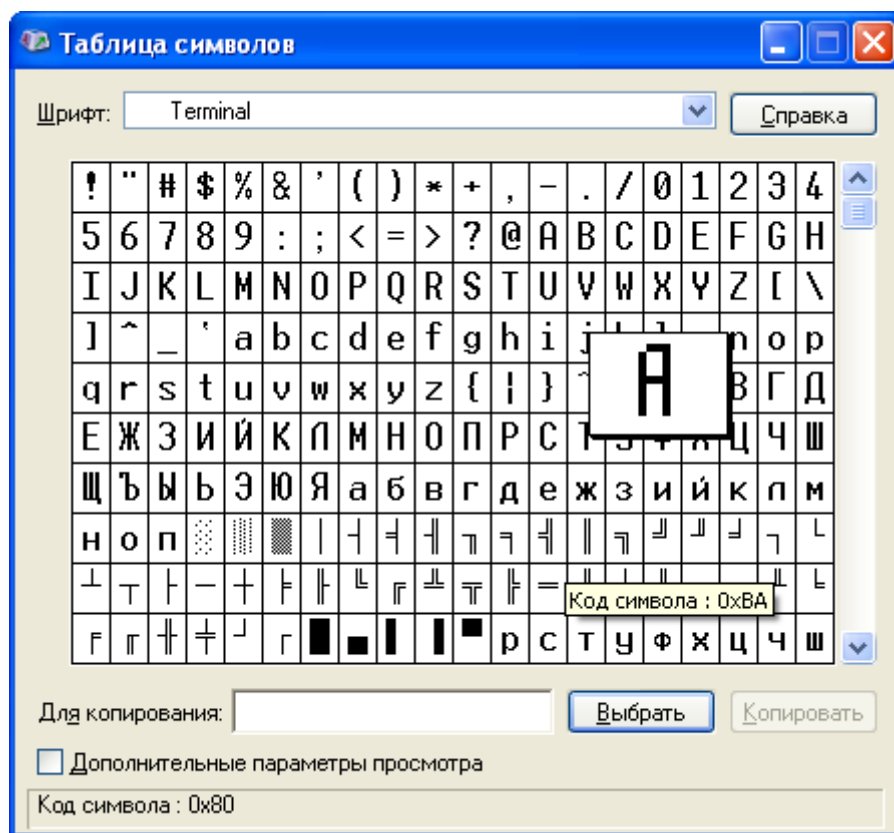 Таблица символов
Шрифт: Terminal Справка
! " # $ % & ' ( ) * + , - . / 0 1 2 3 4
5 6 7 8 9 : ; < = > ? @ A B C D E F G H
I J K L M N O P Q R S T U V W X Y Z [ \
] ^ _ ` a b c d e f g h i j n o p
А
q r s t u v w x y z { ¦ } ~ В Г Д
Е Ж З И Й К Л М Н О П Р С Т У Ф Х Ц Ч Ш
Щ Ъ Ы Ь Э Ю Я а б в г д е ж з и й к л м
н о п ░ ▒ ▓ │ ┤ ╡ ╢ ╖ ╕ ╣ ║ ╗ ╝ ╜ ╛ ┐ └
┴ ┬ ├ ─ ┼ ╞ ╟ ╚ ╔ ╩ ╦ ╠ ═ ╘
Код символа : 0xBA
╒ ╓ ╫ ╪ ┘ ┌ █ ▄ ▌ ▐ ▀ р с т у ф х ц ч ш
Для копирования: Выбрать Копировать
Дополнительные параметры просмотра
Код символа : 0x80